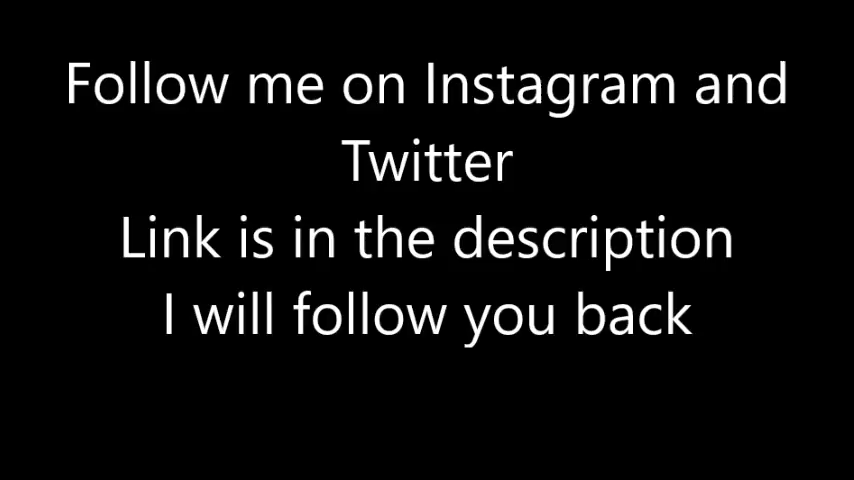 Follow me on Instagram and
Twitter
Link is in the description
I will follow you back